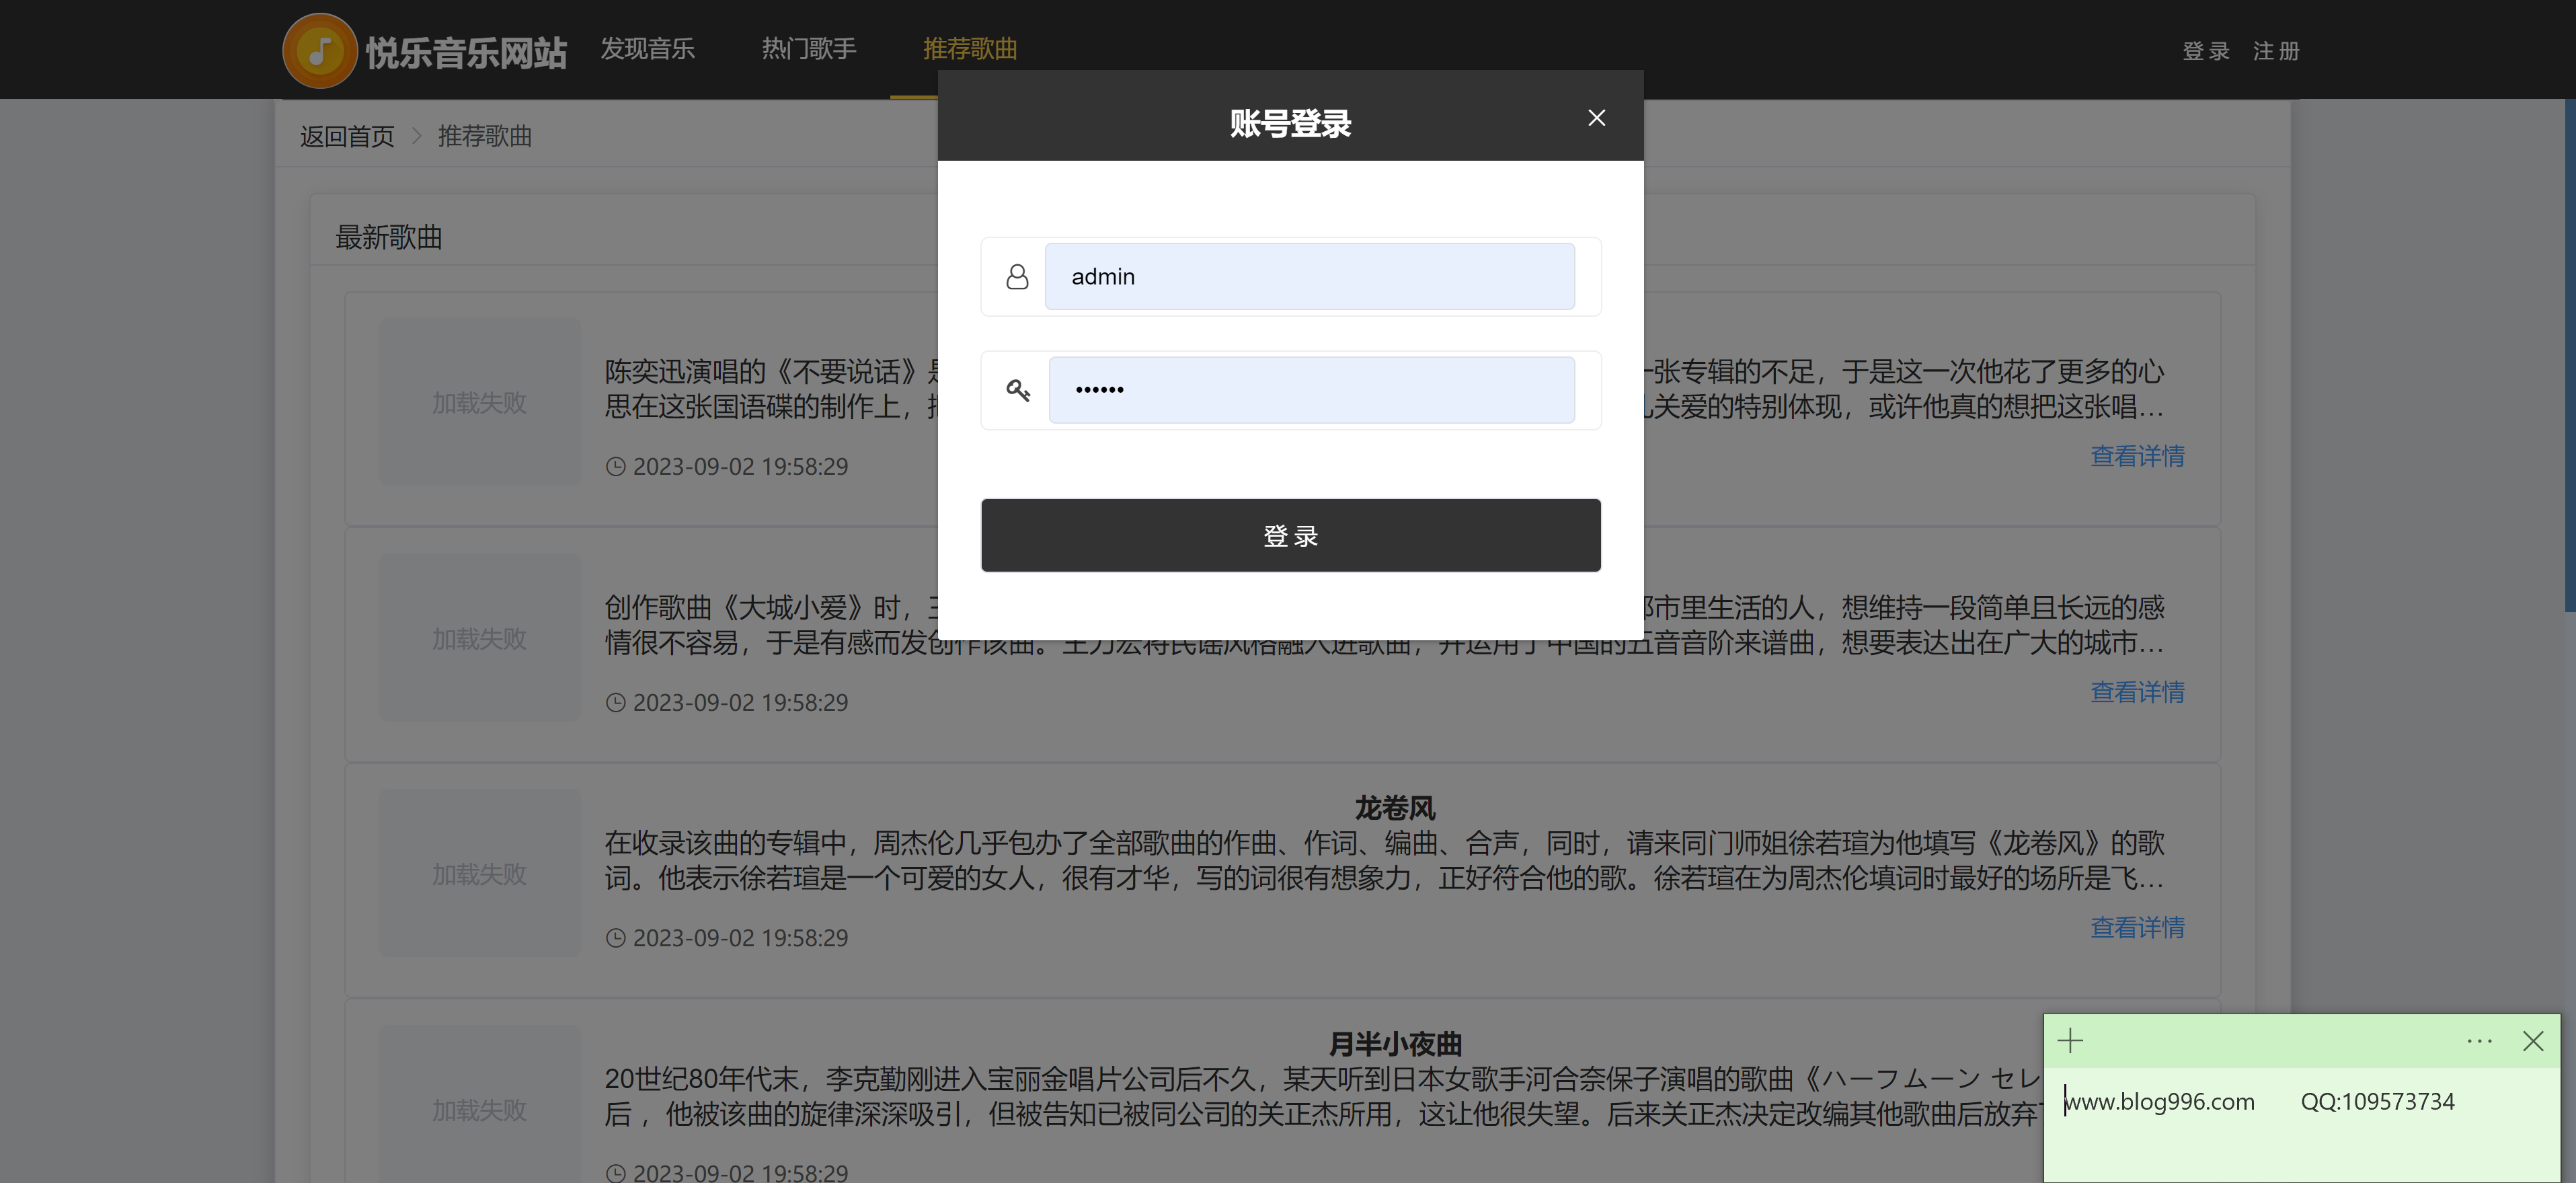 悦乐音乐网站 发现音乐 热门歌手 推荐歌曲 登录 注册
账号登录
返回首页 推荐歌曲
最新歌曲
admin
••••••
登录
加载失败
陈奕迅演唱的《不要说话》是
一张专辑的不足，于是这一次他花了更多的心
思在这张国语碟的制作上，
关爱的特别体现，或许他真的想把这张唱…
查看详情
2023-09-02 19:58:29
加载失败
创作歌曲《大城小爱》时，
市里生活的人，想维持一段简单且长远的感
情很不容易，于是有感而发创作该曲。王力宏将民谣风格融入进歌曲，并运用了中国的五音音阶来谱曲，想要表达出在广大的城市…
查看详情
2023-09-02 19:58:29
龙卷风
加载失败
在收录该曲的专辑中，周杰伦几乎包办了全部歌曲的作曲、作词、编曲、合声，同时，请来同门师姐徐若瑄为他填写《龙卷风》的歌
词。他表示徐若瑄是一个可爱的女人，很有才华，写的词很有想象力，正好符合他的歌。徐若瑄在为周杰伦填词时最好的场所是飞…
查看详情
2023-09-02 19:58:29
月半小夜曲
加载失败
20世纪80年代末，李克勤刚进入宝丽金唱片公司后不久，某天听到日本女歌手河合奈保子演唱的歌曲《ハーフムーン セレ
后，他被该曲的旋律深深吸引，但被告知已被同公司的关正杰所用，这让他很失望。后来关正杰决定改编其他歌曲后放弃
2023-09-02 19:58:29
www.blog996.com QQ:109573734